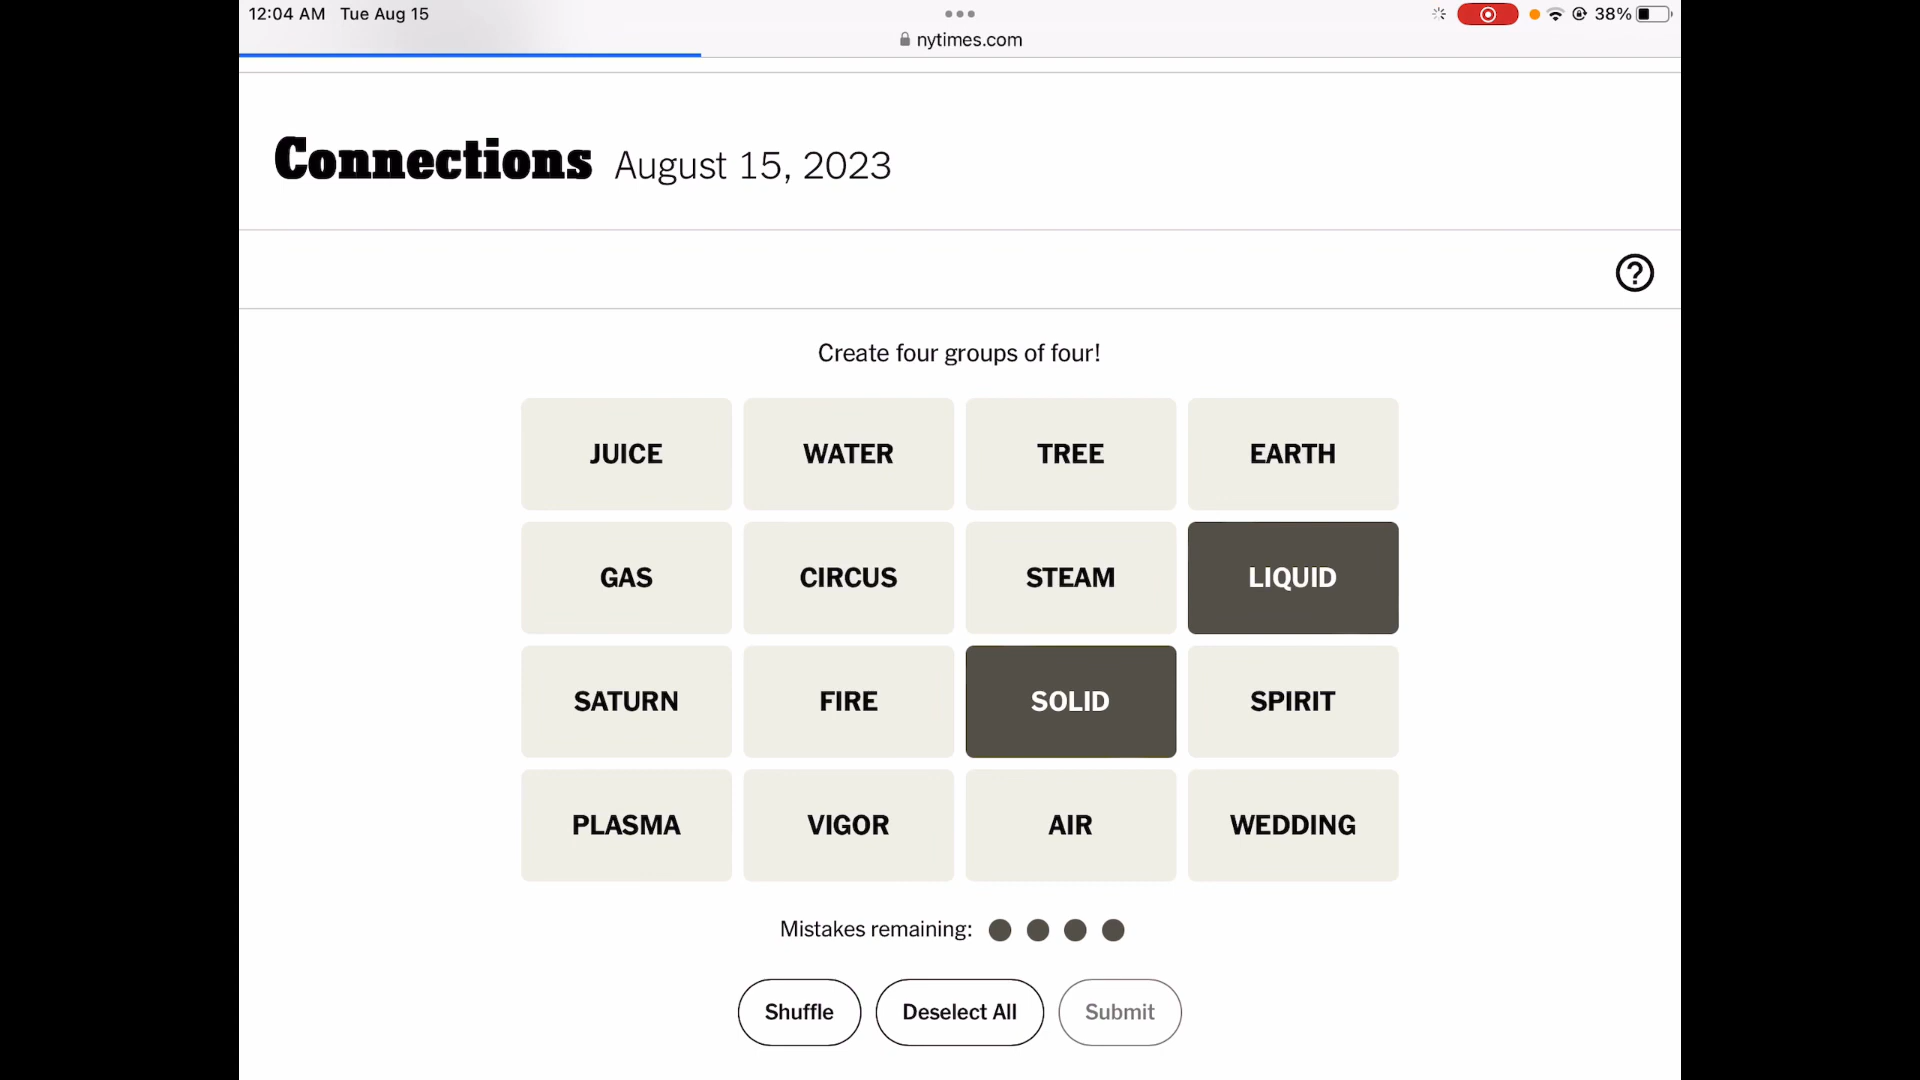 12:04 AM Tue Aug 15
38%
nytimes.com
Connections August 15, 2023
Create four groups of four!
JUICE WATER TREE EARTH
GAS CIRCUS STEAM LIQUID
SATURN FIRE SOLID SPIRIT
PLASMA VIGOR AIR WEDDING
Mistakes remaining:
Shuffle Deselect All Submit